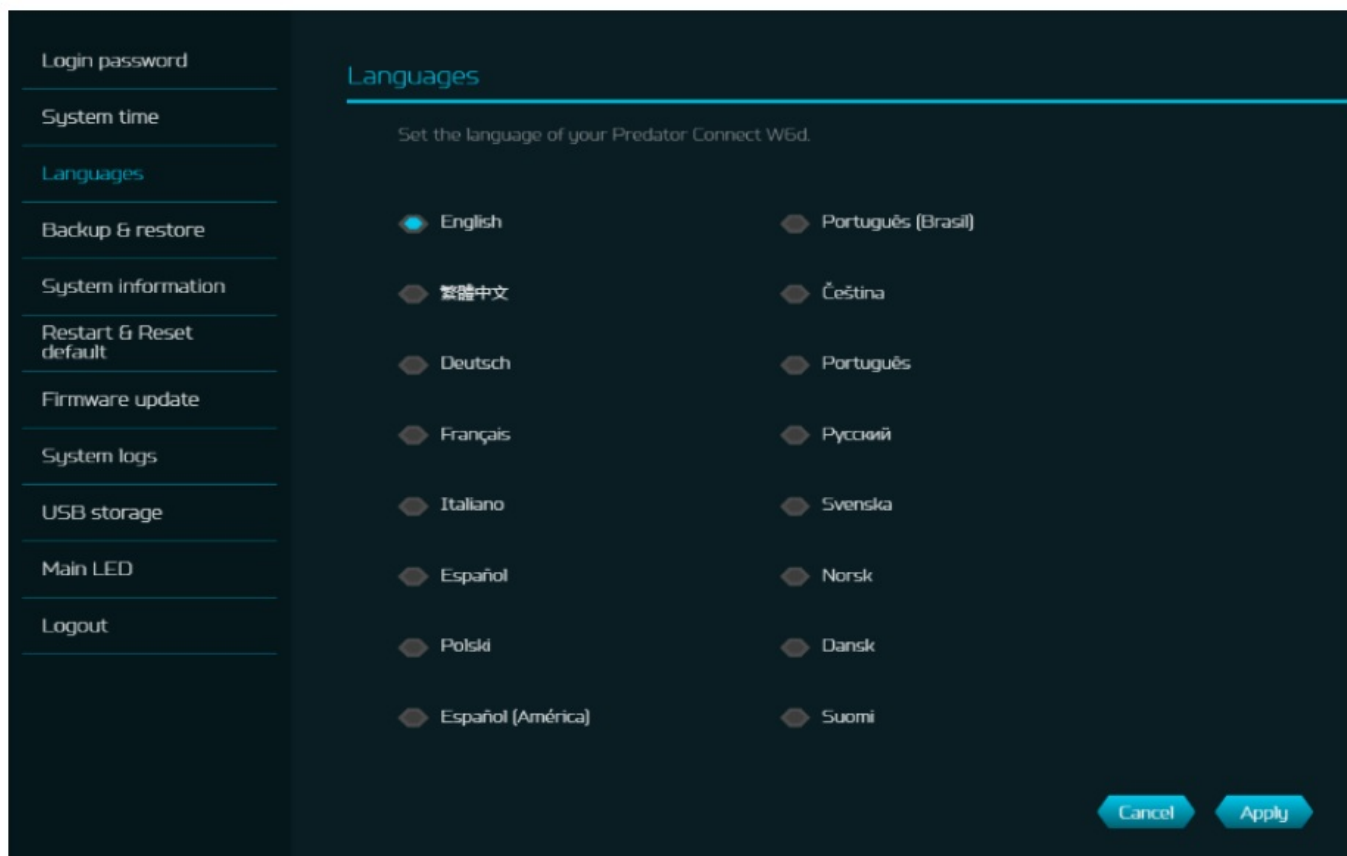 Login password
System time
Languages
Backup & restore
System information
Restart & Reset
default
Firmware update
System logs
USB storage
Main LED
Logout
Languages
Set the language of your Predator Connect W6d.
English
Português (Brasil)
繁體中文
Čeština
Deutsch
Português
Français
Русский
Italiano
Svenska
Español
Norsk
Polski
Dansk
Español (América)
Suomi
Cancel
Apply